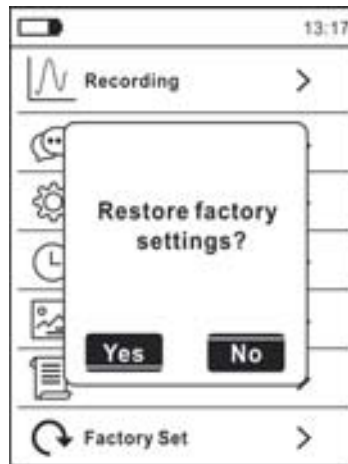 13:17
Recording
Restore factory
settings?
Yes
No
Factory Set